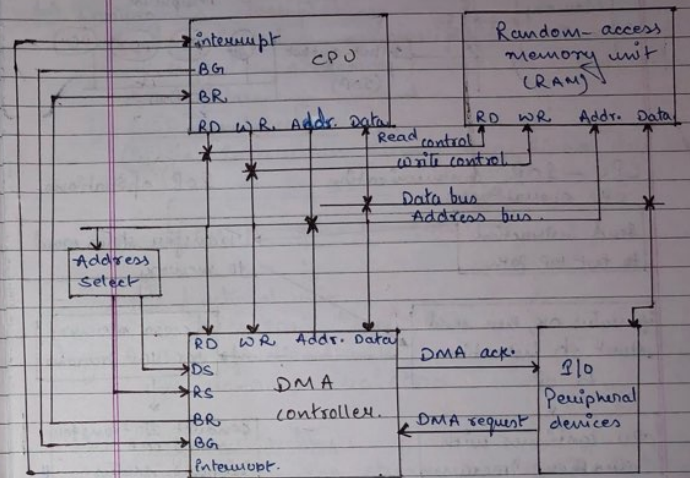 interrupt
CPU
BG
BR
RD WR. Addr. Data
Random-access
memory unit
(RAM)
RD WR Addr. Data
Read control
Write control
Data bus
Address bus.
Address
Select
RD WR Addr. Data
DS
RS
BR
BG
interrupt.
DMA
controller.
DMA ack.
DMA request
I/O
Peripheral
devices